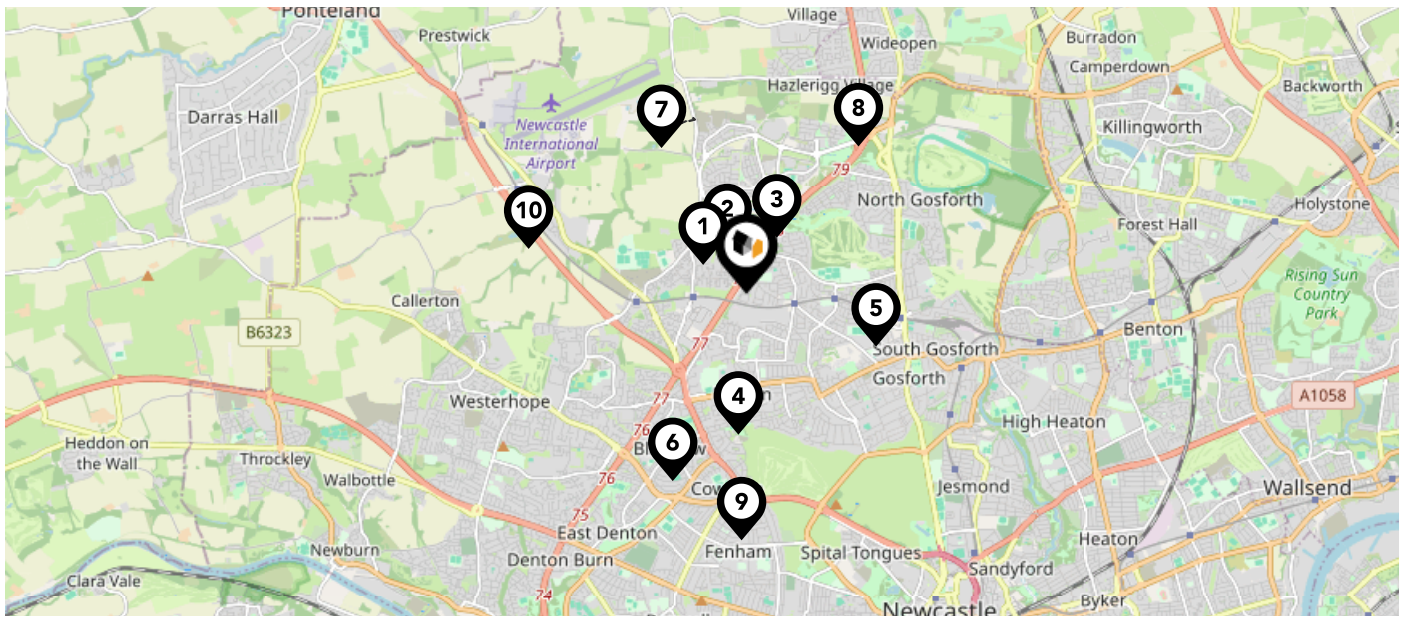 Ponteland
Village
Prestwick
Wideopen
Burradon
Camperdown
Hazlerigg Village
Backworth
7
8
Darras Hall
Newcastle
International
Airport
Killingworth
79
10
2
3
1
North Gosforth
Holystone
Forest Hall
Callerton
5
Rising Sun
Country
Park
B6323
Benton
77
South Gosforth
Gosforth
4
77
Westerhope
A1058
76
6
High Heaton
Heddon on
the Wall
Throckley
Walbottle
76
9
Jesmond
Wallsend
75
East Denton
Newburn
Denton Burn
Fenham
Spital Tongues
Heaton
Sandyford
Clara Vale
74
Byker
Newcastle